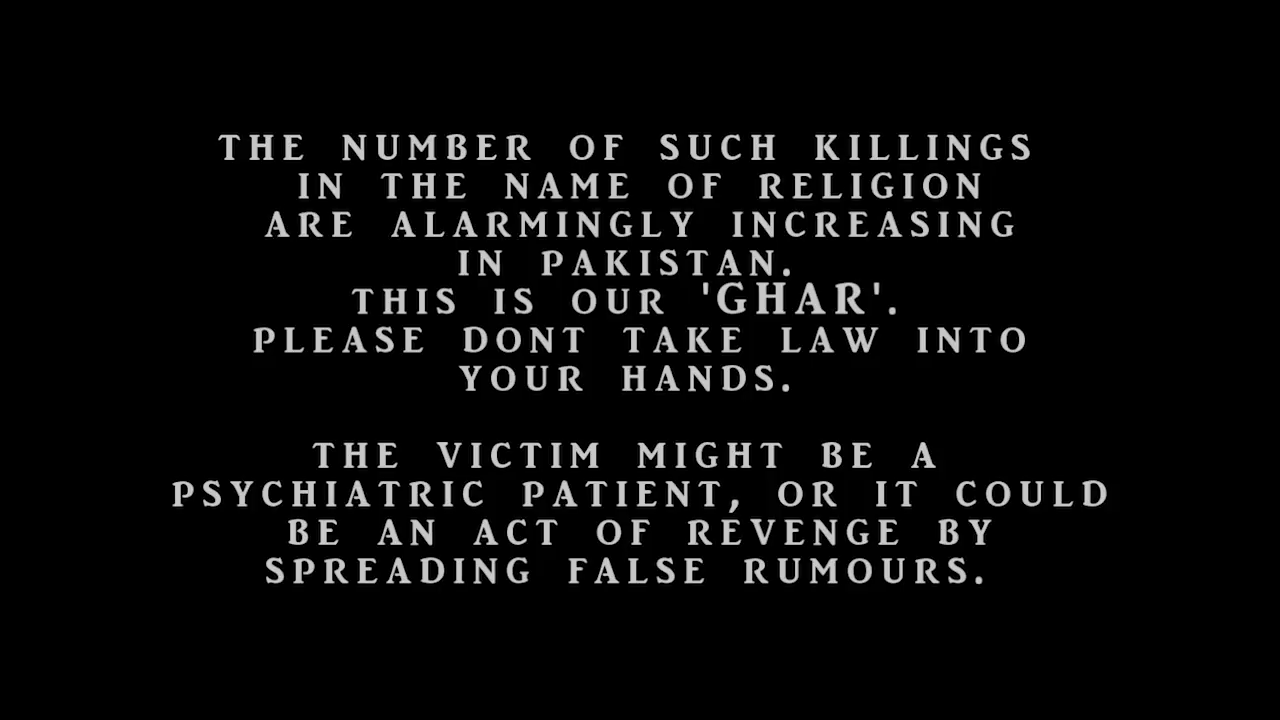 THE NUMBER OF SUCH KILLINGS
IN THE NAME OF RELIGION
ARE ALARMINGLY INCREASING
IN PAKISTAN.
THIS IS OUR 'GHAR'.
PLEASE DONT TAKE LAW INTO
YOUR HANDS.
THE VICTIM MIGHT BE A
PSYCHIATRIC PATIENT, OR IT COULD
BE AN ACT OF REVENGE BY
SPREADING FALSE RUMOURS.